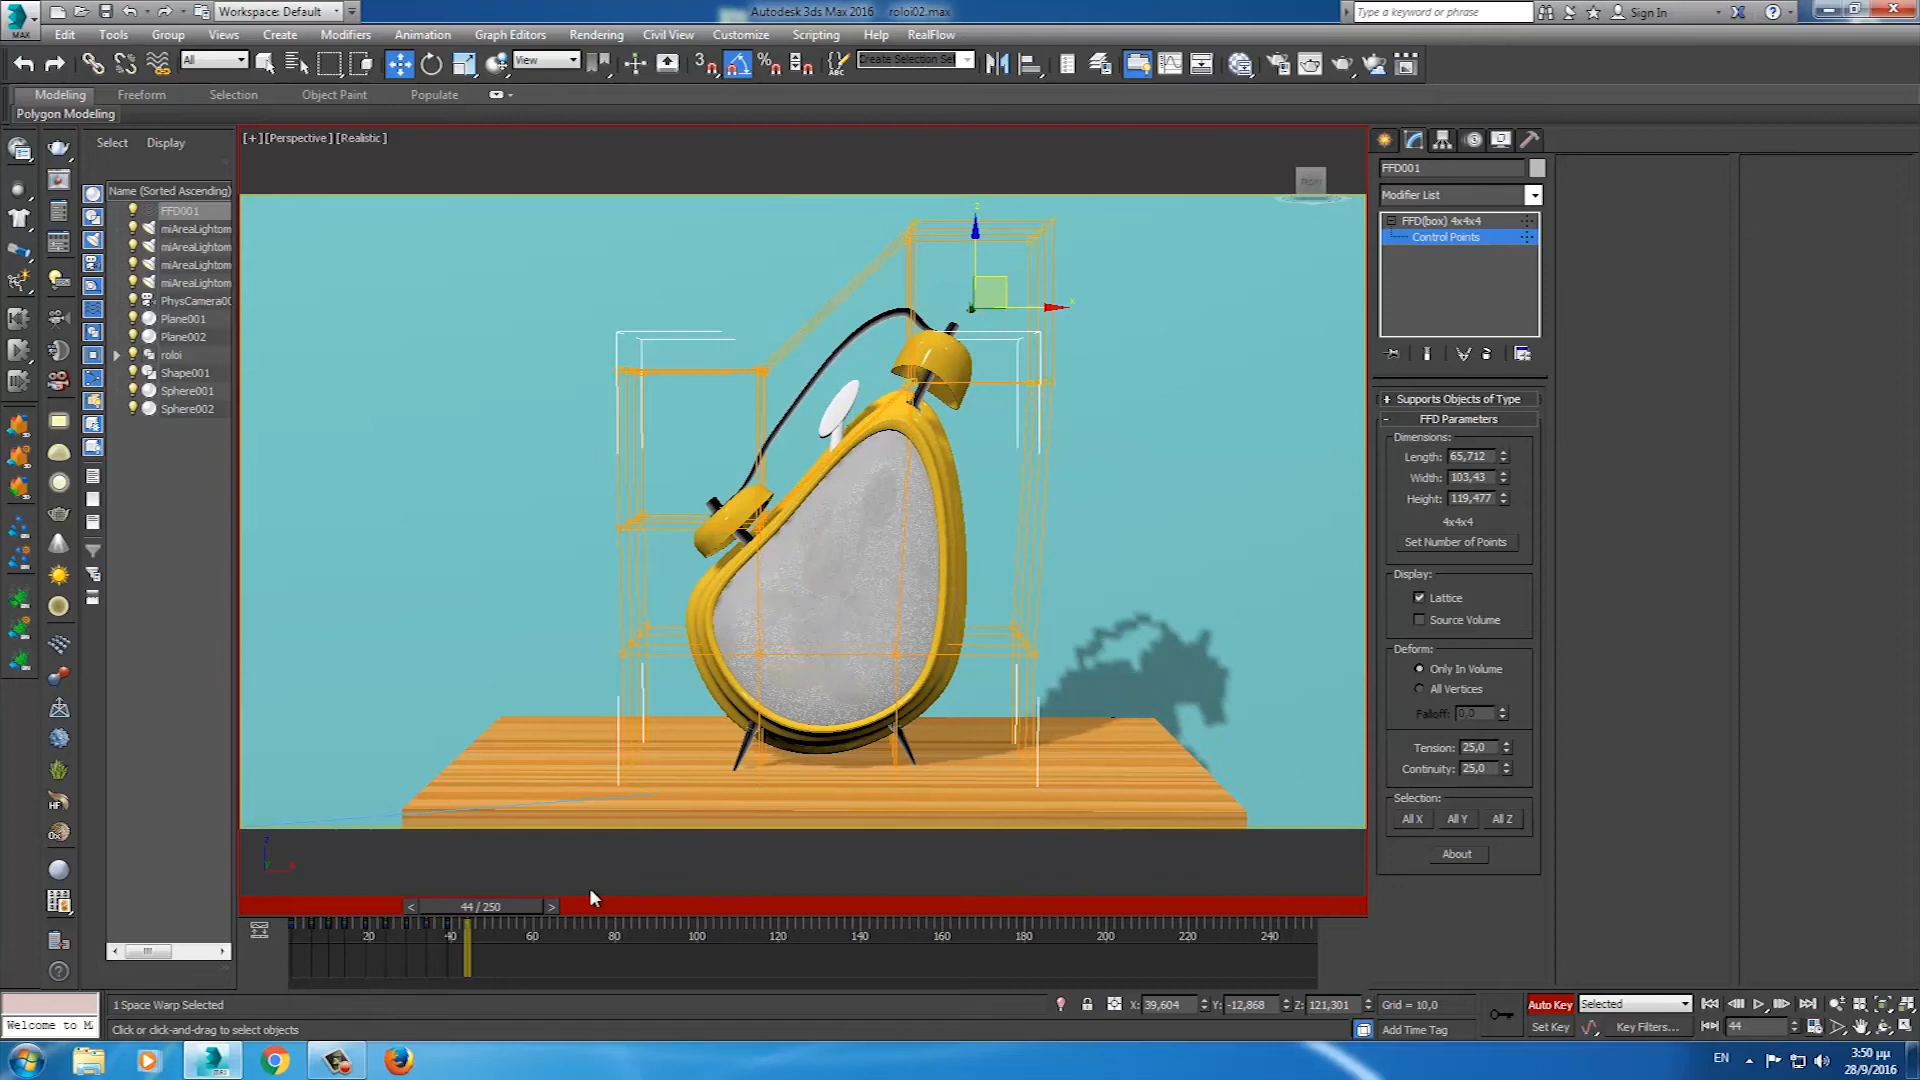 Workspace: Default
Autodesk 3ds Max 2016
roloi02.max
Type a keyword or phrase
Sign In
MAX
Edit
Tools
Group
Views
Create
Modifiers
Animation
Graph Editors
Rendering
Civil View
Customize
Scripting
Help
RealFlow
All
View
Create Selection Sel
Modeling
Freeform
Selection
Object Paint
Populate
Polygon Modeling
Select
Display
Name (Sorted Ascending)
FFD001
miAreaLightom
miAreaLightom
miAreaLightom
miAreaLightom
PhysCamera00
Plane001
Plane002
roloi
Shape001
Sphere001
Sphere002
[+] [Perspective] [Realistic]
FRONT
FFD001
Modifier List
FFD(box) 4x4x4
Control Points
Supports Objects of Type
FFD Parameters
Dimensions:
Length: 65,712
Width: 103,43
Height: 119,477
4x4x4
Set Number of Points
Display:
Lattice
Source Volume
Deform:
Only In Volume
All Vertices
Falloff: 0,0
Tension: 25,0
Continuity: 25,0
Selection:
All X
All Y
All Z
About
< 44 / 250 >
20 40 60 80 100 120 140 160 180 200 220 240
1 Space Warp Selected
X: 39,604 Y: -12,868 Z: 121,301
Grid = 10,0
Auto Key
Selected
Welcome to M
Click or click-and-drag to select objects
Add Time Tag
Set Key
Key Filters...
44
EN
3:50 μμ
28/9/2016